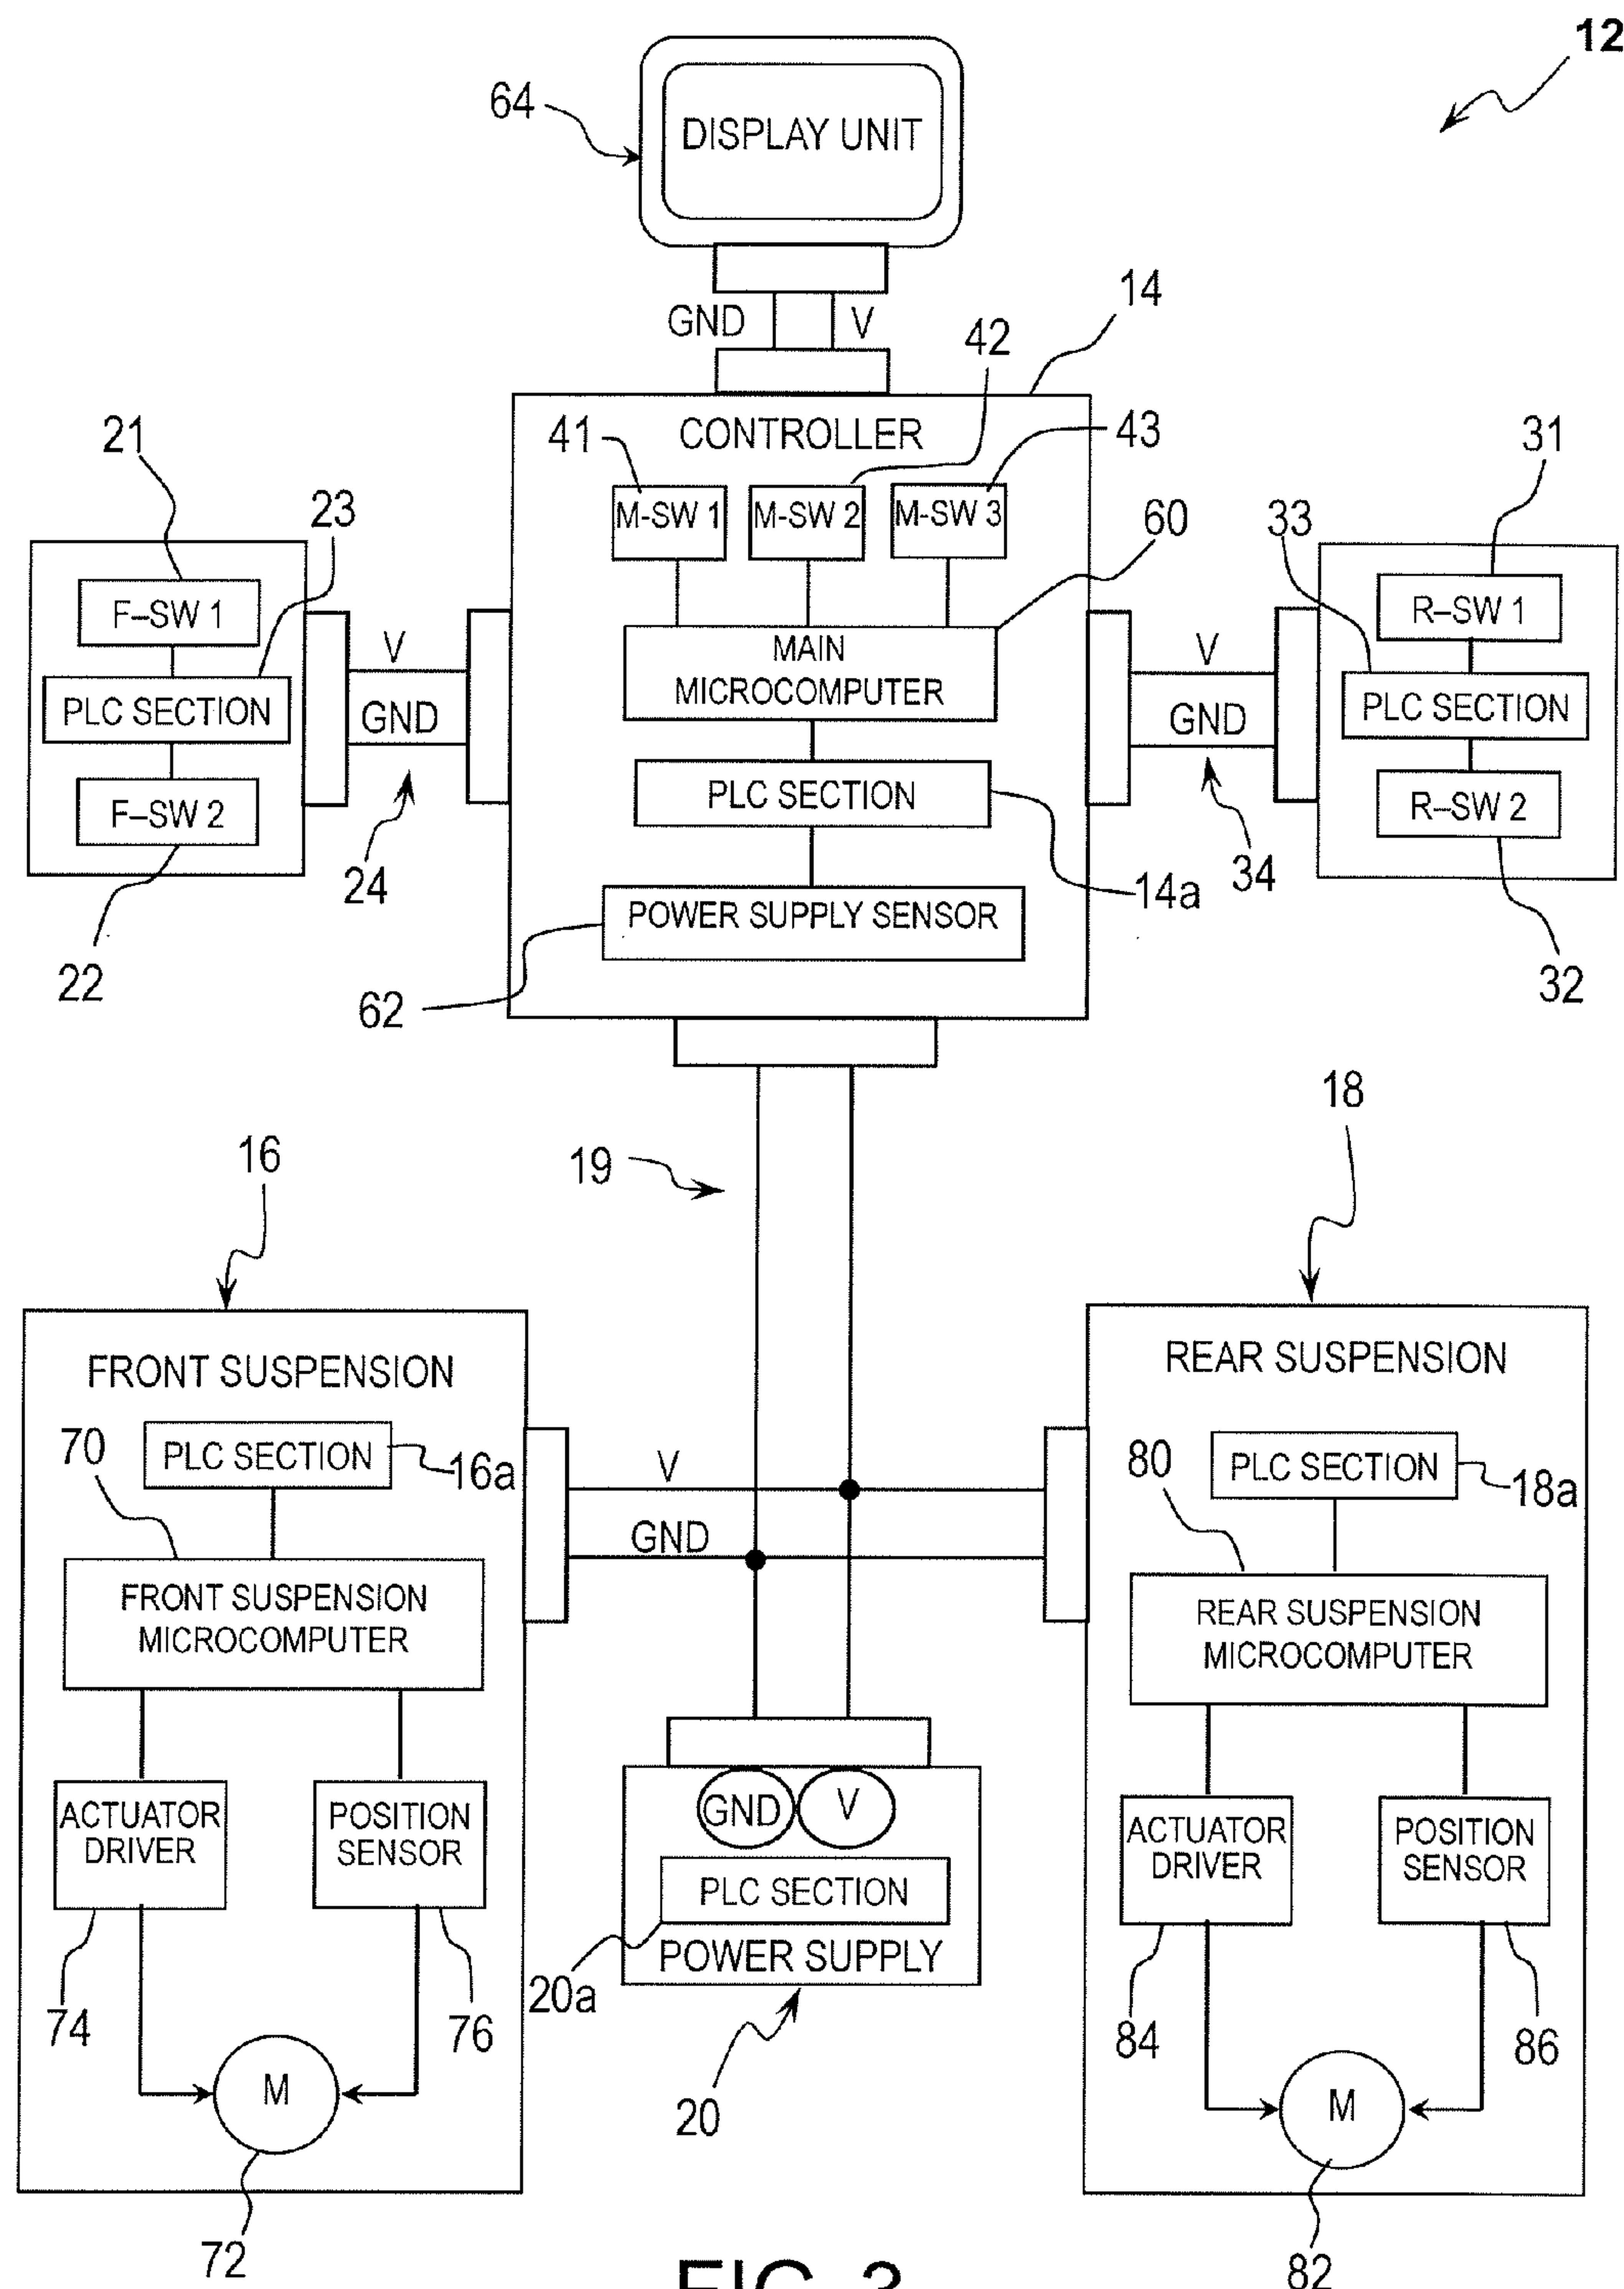 12
64
DISPLAY UNIT
GND
V
14
42
CONTROLLER
41
43
M-SW 1
M-SW 2
M-SW 3
60
MAIN
MICROCOMPUTER
PLC SECTION
14a
POWER SUPPLY SENSOR
62
21
23
F–SW 1
PLC SECTION
F–SW 2
22
V
GND
24
31
33
R–SW 1
PLC SECTION
R–SW 2
32
V
GND
34
19
16
FRONT SUSPENSION
70
PLC SECTION
16a
FRONT SUSPENSION
MICROCOMPUTER
ACTUATOR
DRIVER
POSITION
SENSOR
74
76
M
72
V
GND
GND
V
PLC SECTION
POWER SUPPLY
20a
20
18
REAR SUSPENSION
80
PLC SECTION
18a
REAR SUSPENSION
MICROCOMPUTER
ACTUATOR
DRIVER
POSITION
SENSOR
84
86
M
82
FIG. 3